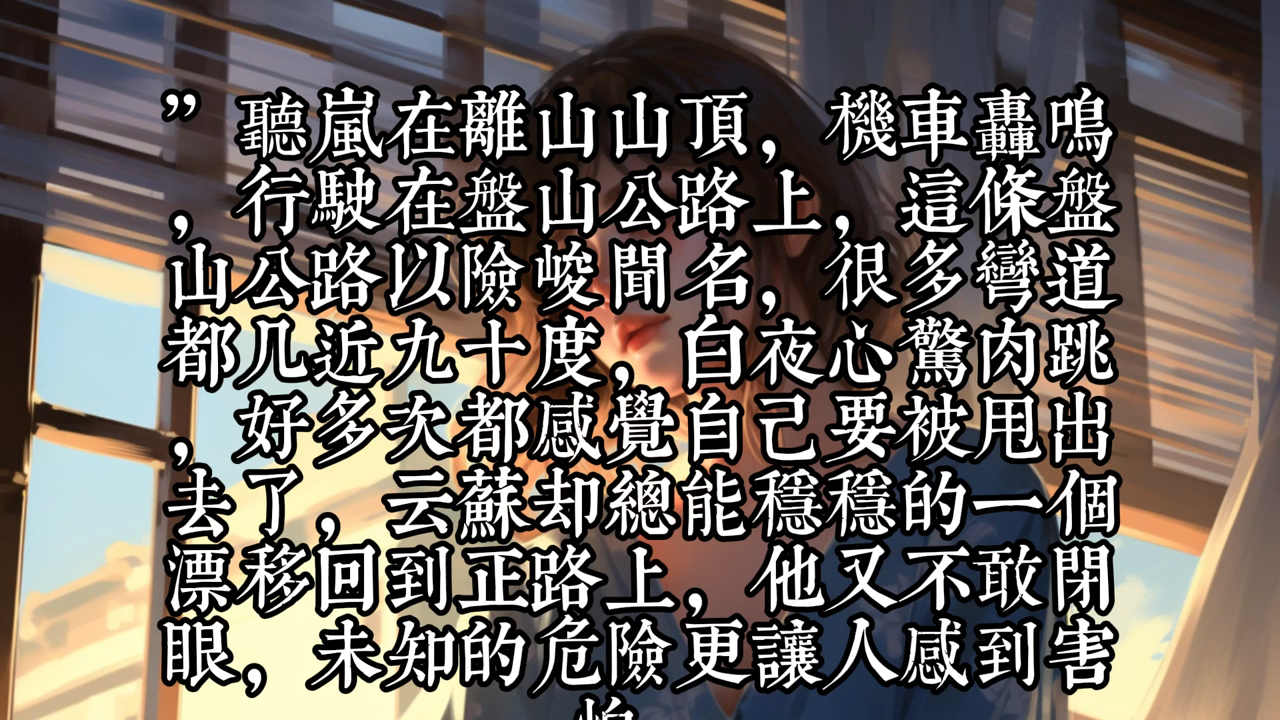 ”聽嵐在離山山頂，機車轟鳴
，行駛在盤山公路上，這條盤
山公路以險峻聞名，很多彎道
都几近九十度，白夜心驚肉跳
，好多次都感覺自己要被甩出
去了，云蘇却總能穩穩的一個
漂移回到正路上，他又不敢閉
眼，未知的危險更讓人感到害